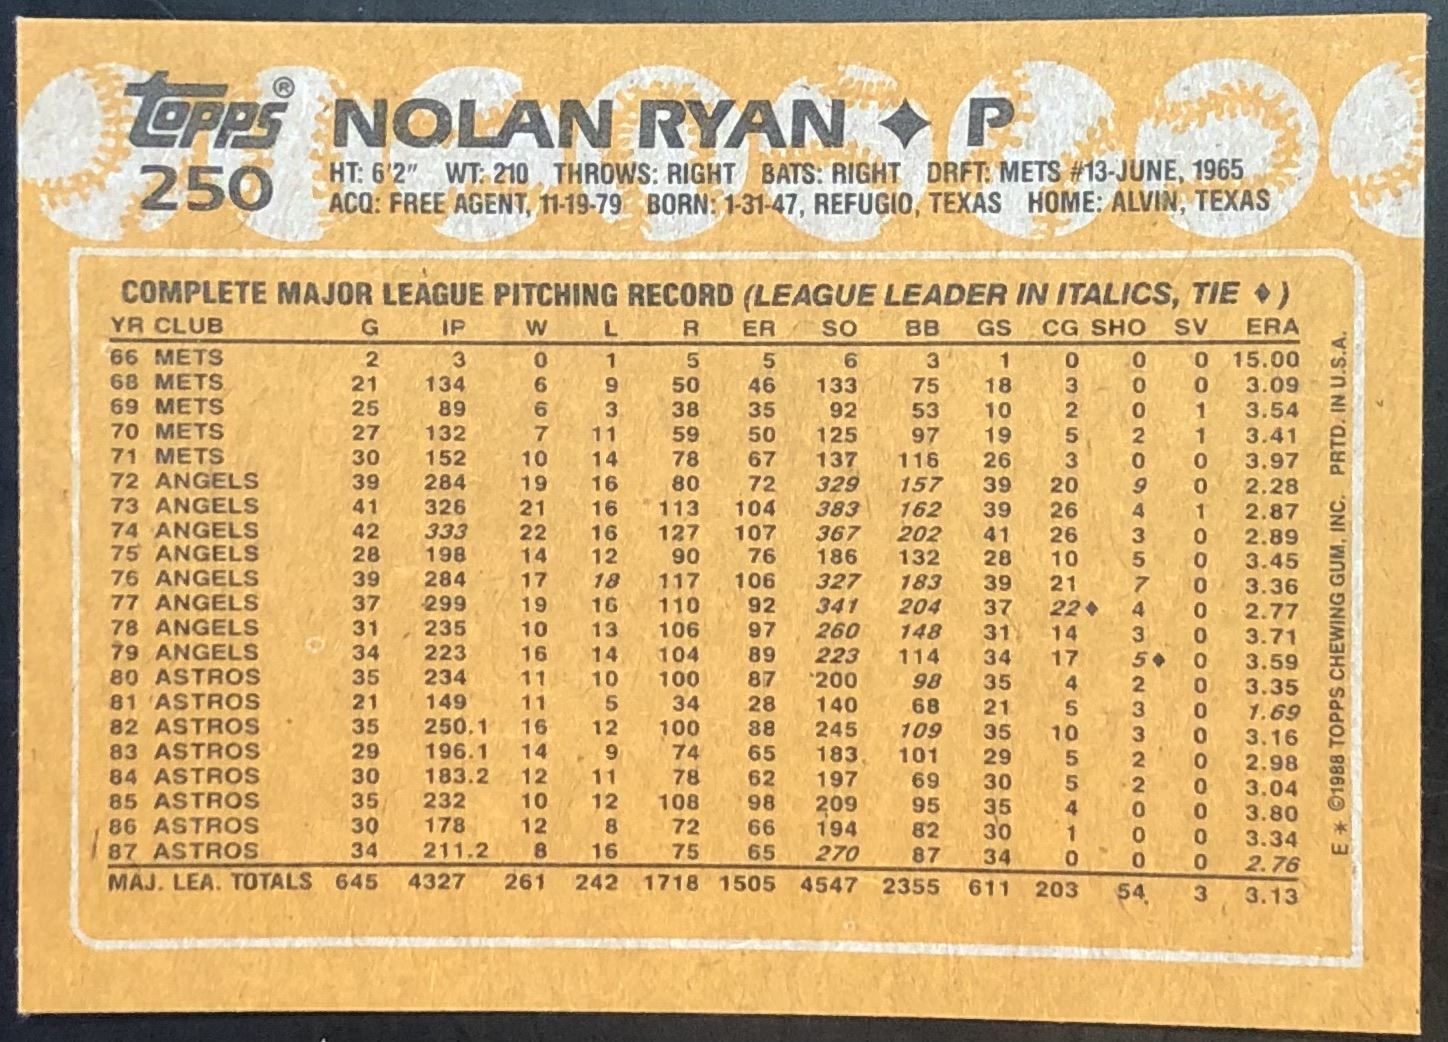 topps® NOLAN RYAN ♦ P
250
HT: 6'2" WT: 210 THROWS: RIGHT BATS: RIGHT DRFT: METS #13-JUNE, 1965
ACQ: FREE AGENT, 11-19-79 BORN: 1-31-47, REFUGIO, TEXAS HOME: ALVIN, TEXAS
COMPLETE MAJOR LEAGUE PITCHING RECORD (LEAGUE LEADER IN ITALICS, TIE ♦)
YR CLUB G IP W L R ER SO BB GS CG SHO SV ERA
66 METS 2 3 0 1 5 5 6 3 1 0 0 0 15.00
68 METS 21 134 6 9 50 46 133 75 18 3 0 0 3.09
69 METS 25 89 6 3 38 35 92 53 10 2 0 1 3.54
70 METS 27 132 7 11 59 50 125 97 19 5 2 1 3.41
71 METS 30 152 10 14 78 67 137 116 26 3 0 0 3.97
72 ANGELS 39 284 19 16 80 72 329 157 39 20 9 0 2.28
73 ANGELS 41 326 21 16 113 104 383 162 39 26 4 1 2.87
74 ANGELS 42 333 22 16 127 107 367 202 41 26 3 0 2.89
75 ANGELS 28 198 14 12 90 76 186 132 28 10 5 0 3.45
76 ANGELS 39 284 17 18 117 106 327 183 39 21 7 0 3.36
77 ANGELS 37 299 19 16 110 92 341 204 37 22♦ 4 0 2.77
78 ANGELS 31 235 10 13 106 97 260 148 31 14 3 0 3.71
79 ANGELS 34 223 16 14 104 89 223 114 34 17 5♦ 0 3.59
80 ASTROS 35 234 11 10 100 87 200 98 35 4 2 0 3.35
81 ASTROS 21 149 11 5 34 28 140 68 21 5 3 0 1.69
82 ASTROS 35 250.1 16 12 100 88 245 109 35 10 3 0 3.16
83 ASTROS 29 196.1 14 9 74 65 183 101 29 5 2 0 2.98
84 ASTROS 30 183.2 12 11 78 62 197 69 30 5 2 0 3.04
85 ASTROS 35 232 10 12 108 98 209 95 35 4 0 0 3.80
86 ASTROS 30 178 12 8 72 66 194 82 30 1 0 0 3.34
87 ASTROS 34 211.2 8 16 75 65 270 87 34 0 0 0 2.76
MAJ. LEA. TOTALS 645 4327 261 242 1718 1505 4547 2355 611 203 54 3 3.13
E* ©1988 TOPPS CHEWING GUM, INC. PRTD. IN U.S.A.